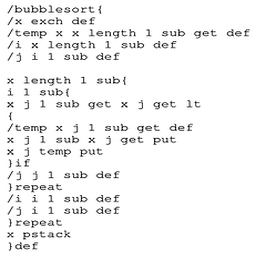 /bubblesort{
/x exch def
/temp x x length 1 sub get def
/i x length 1 sub def
/j i 1 sub def
x length 1 sub{
i 1 sub{
x j 1 sub get x j get lt
{
/temp x j 1 sub get def
x j 1 sub x j get put
x j temp put
}if
/j j 1 sub def
}repeat
/i i 1 sub def
/j i 1 sub def
}repeat
x pstack
}def